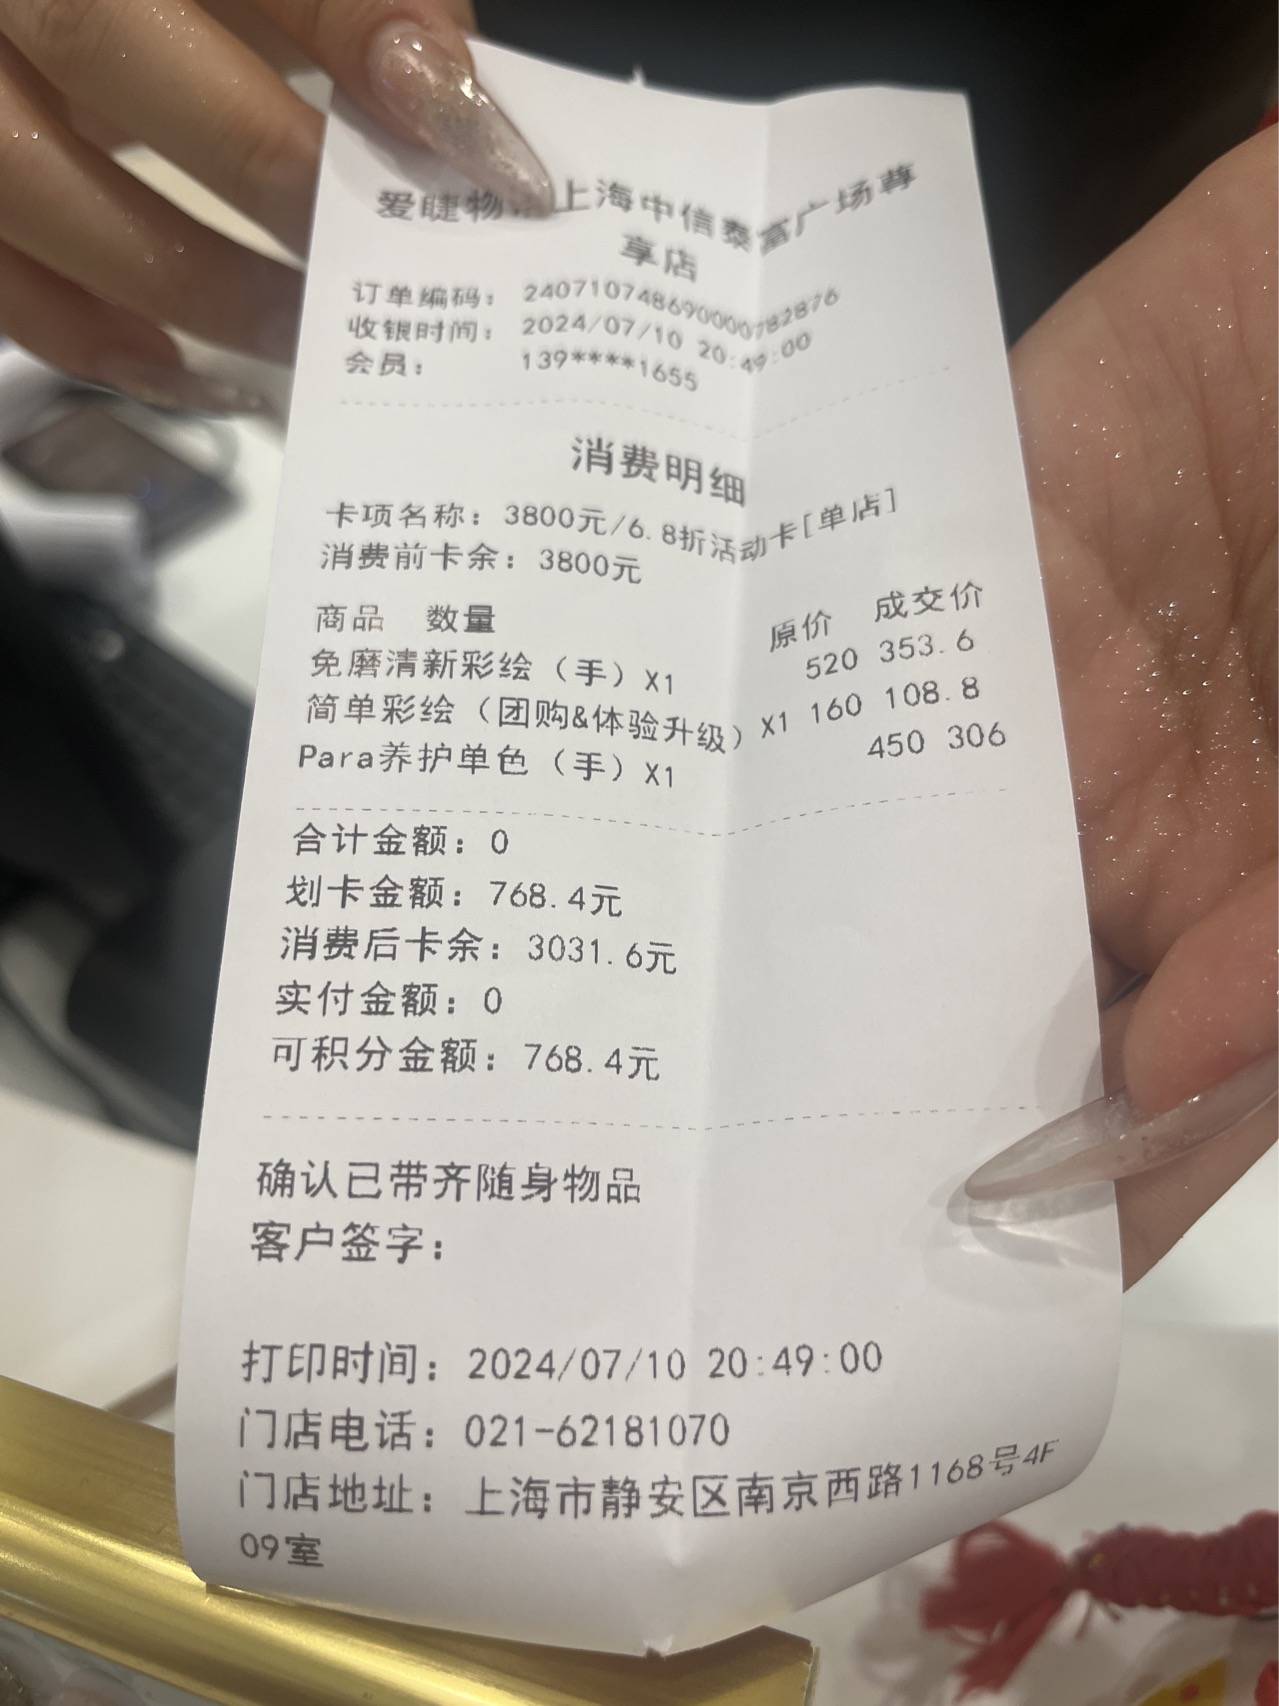 爱睫物 上海中信泰富广场尊
享店
订单编码： 240710748690000782876
收银时间： 2024/07/10 20:49:00
会员： 139****1655
消费明细
卡项名称：3800元/6.8折活动卡[单店]
消费前卡余：3800元
商品 数量 原价 成交价
免磨清新彩绘（手）X1 520 353.6
简单彩绘（团购&体验升级）X1 160 108.8
Para养护单色（手）X1 450 306
合计金额：0
划卡金额：768.4元
消费后卡余：3031.6元
实付金额：0
可积分金额：768.4元
确认已带齐随身物品
客户签字：
打印时间：2024/07/10 20:49:00
门店电话：021-62181070
门店地址：上海市静安区南京西路1168号4F
09室